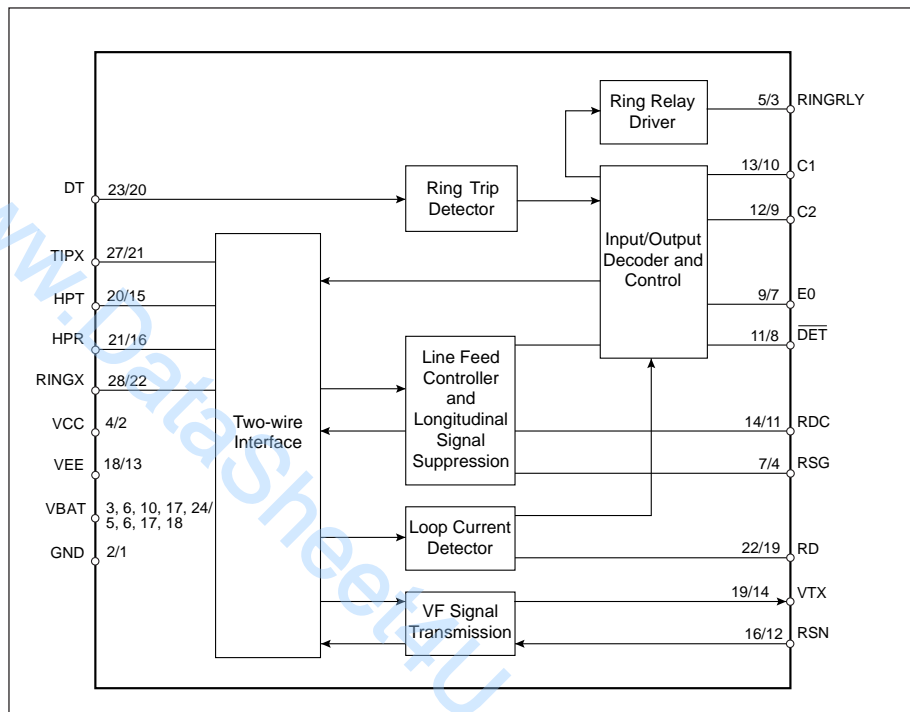 Ring Relay
Driver
5/3
RINGRLY
13/10
C1
12/9
C2
DT
23/20
Ring Trip
Detector
Input/Output
Decoder and
Control
TIPX
27/21
HPT
20/15
9/7
E0
HPR
21/16
11/8
DET
RINGX
28/22
Line Feed
Controller
and
Longitudinal
Signal
Suppression
Two-wire
Interface
VCC
4/2
14/11
RDC
VEE
18/13
7/4
RSG
VBAT
3, 6, 10, 17, 24/
5, 6, 17, 18
Loop Current
Detector
GND
2/1
22/19
RD
19/14
VTX
VF Signal
Transmission
16/12
RSN
w.DataSheet4U